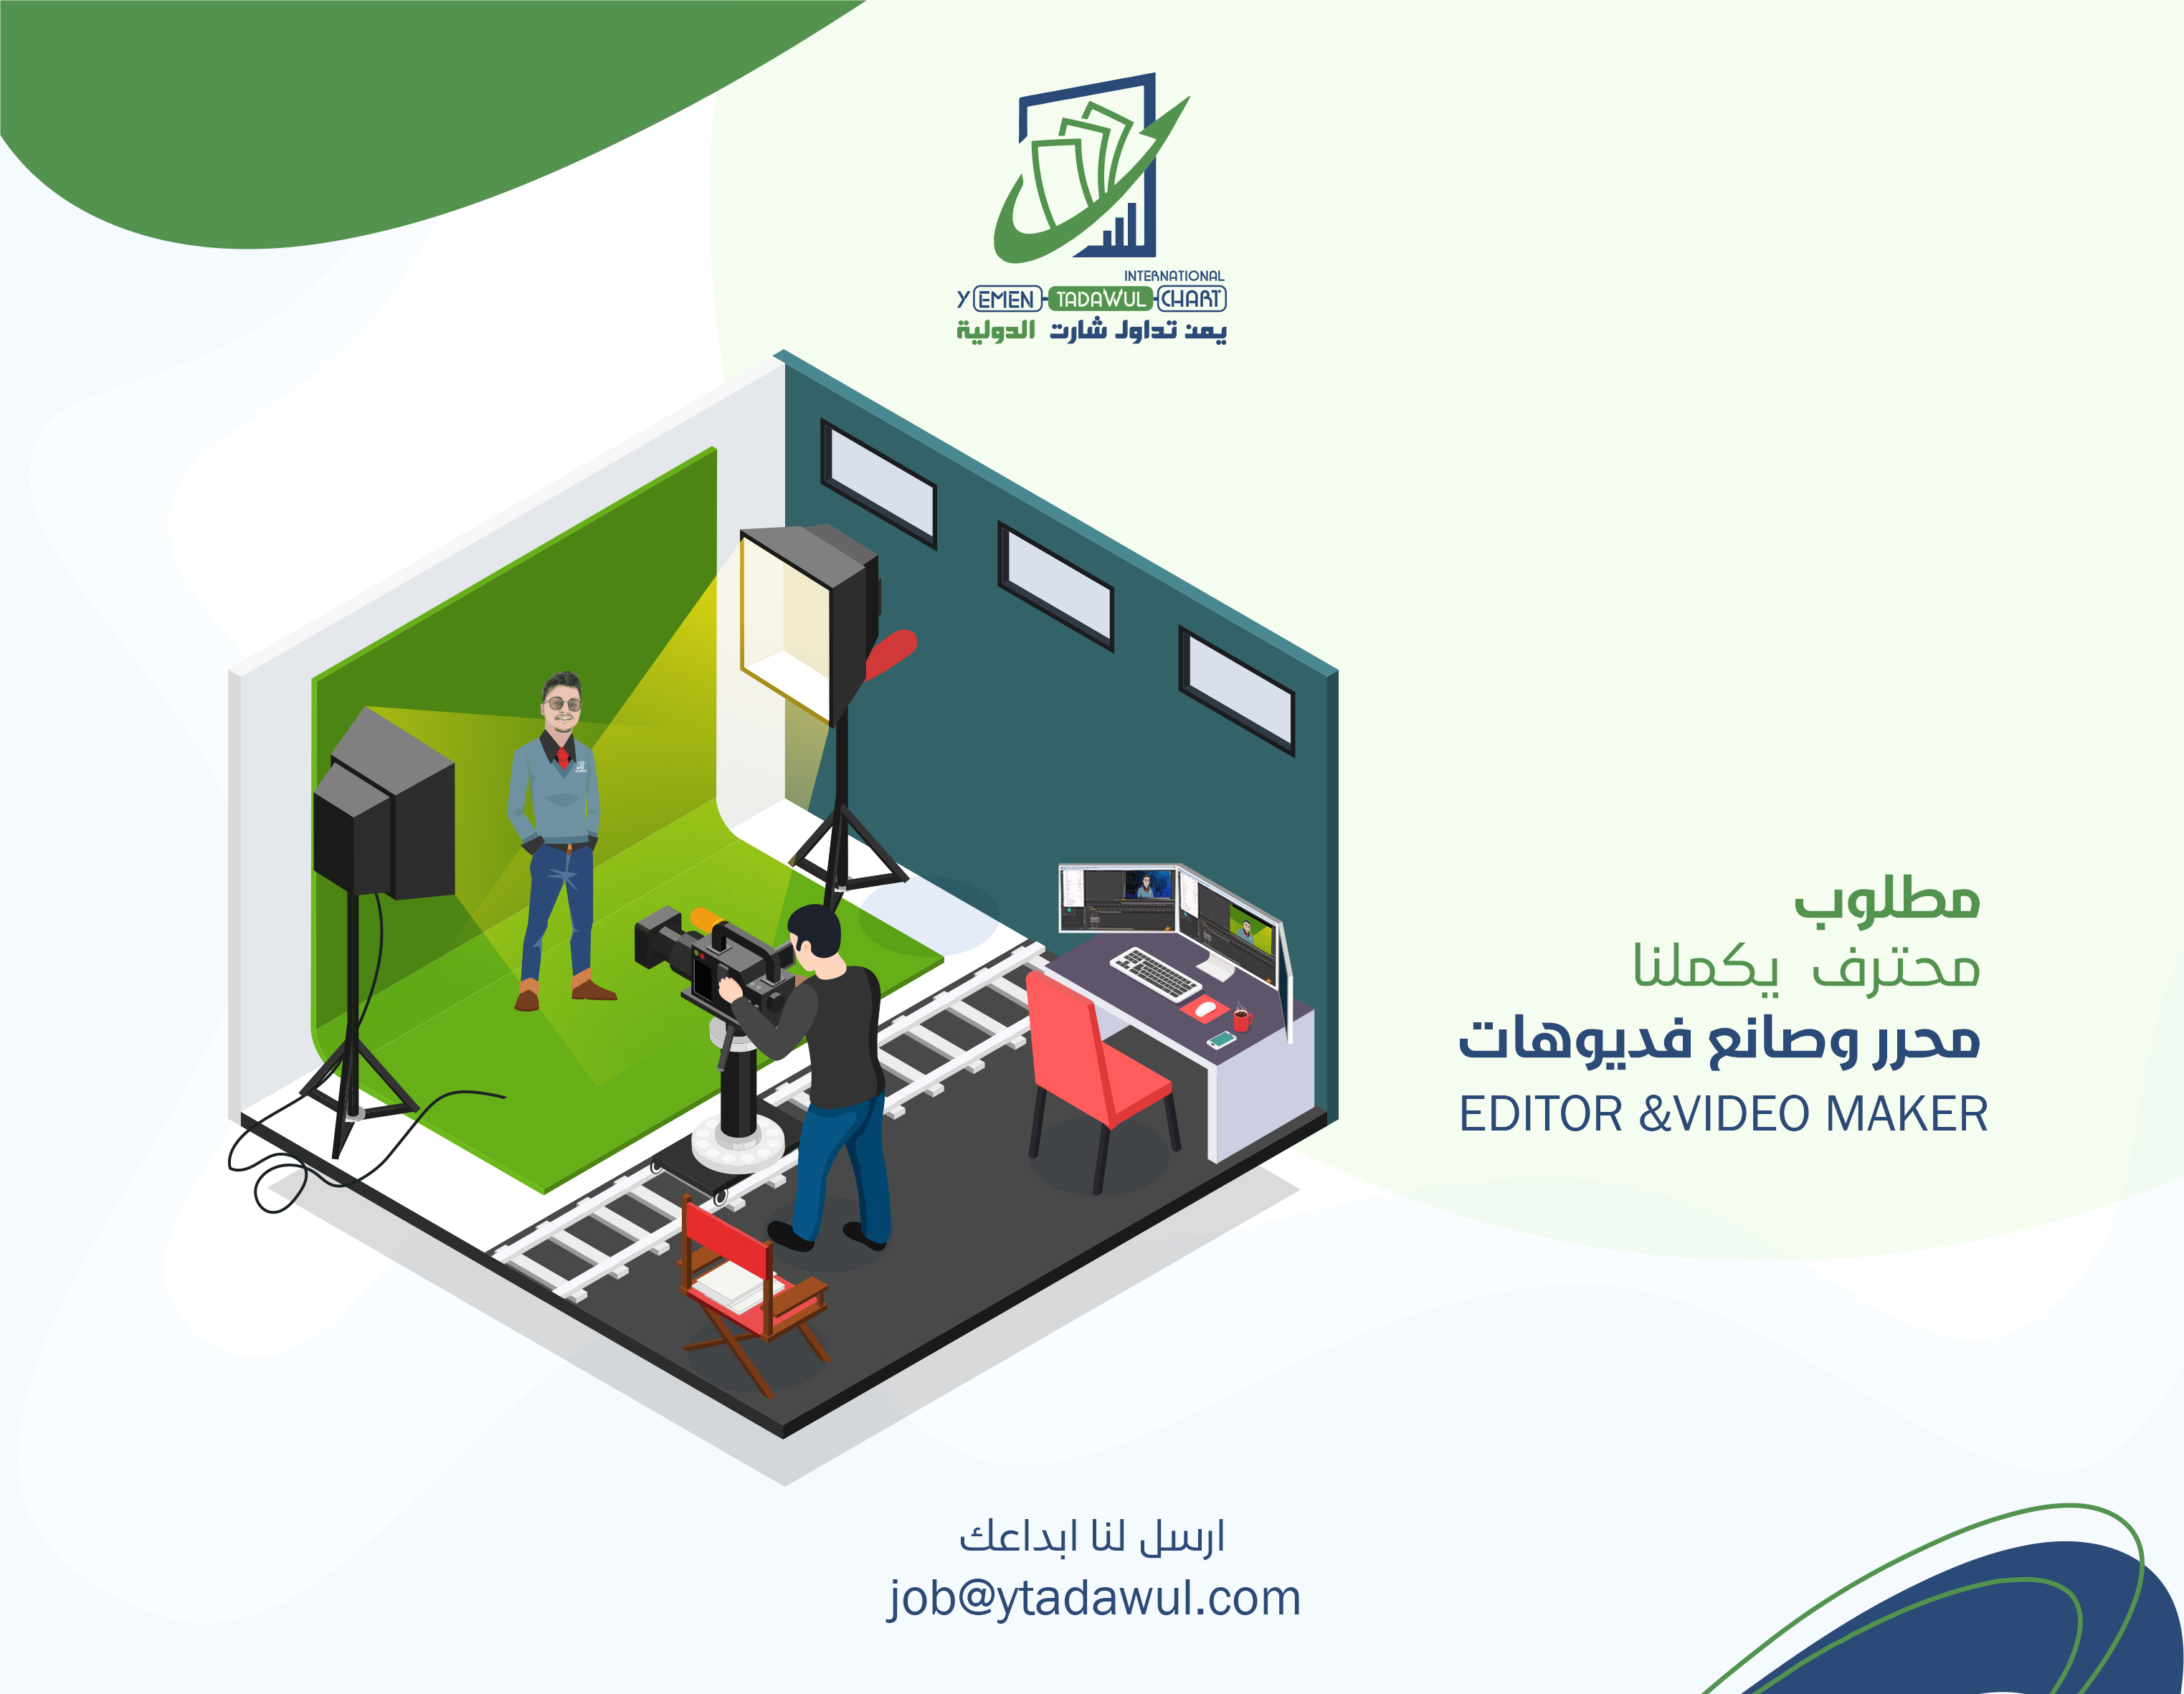 INTERNATIONAL
YEMEN-TADAWUL-CHART
يمن تداول شارت الدولية
مطلوب
محترف يكملنا
محرر وصانع فديوهات
EDITOR &VIDEO MAKER
ارسل لنا ابداعك
job@ytadawul.com